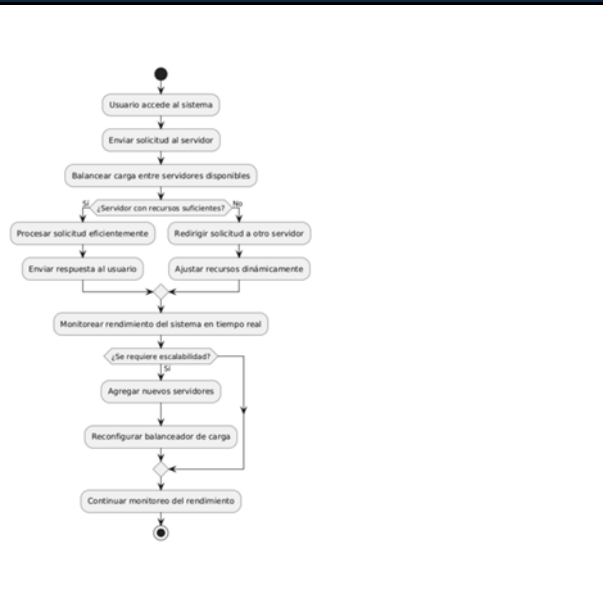 Usuario accede al sistema
Enviar solicitud al servidor
Balancear carga entre servidores disponibles
Sí
¿Servidor con recursos suficientes?
No
Procesar solicitud eficientemente
Redirigir solicitud a otro servidor
Enviar respuesta al usuario
Ajustar recursos dinámicamente
Monitorear rendimiento del sistema en tiempo real
¿Se requiere escalabilidad?
Sí
Agregar nuevos servidores
Reconfigurar balanceador de carga
Continuar monitoreo del rendimiento